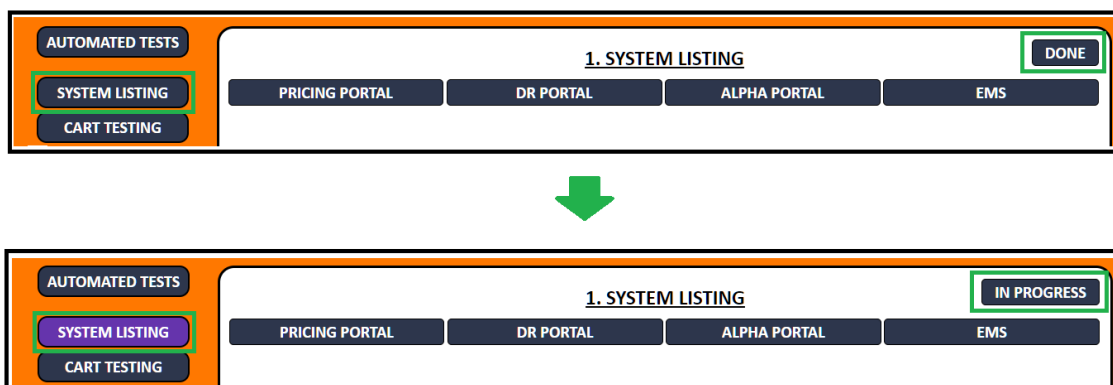 AUTOMATED TESTS
1. SYSTEM LISTING
DONE
SYSTEM LISTING
PRICING PORTAL DR PORTAL ALPHA PORTAL EMS
CART TESTING
AUTOMATED TESTS
1. SYSTEM LISTING
IN PROGRESS
SYSTEM LISTING
PRICING PORTAL DR PORTAL ALPHA PORTAL EMS
CART TESTING